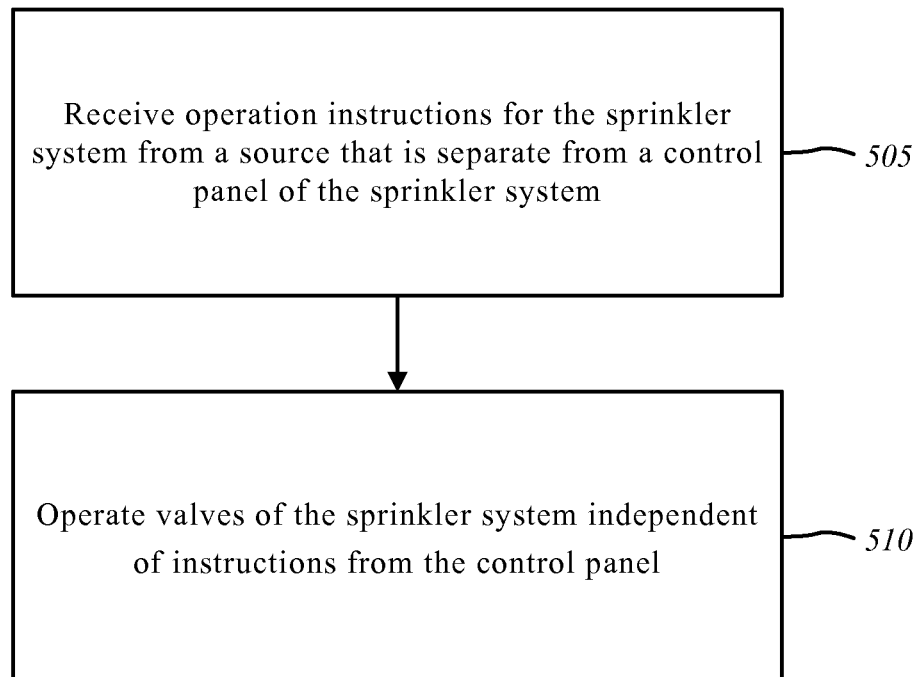 Receive operation instructions for the sprinkler
system from a source that is separate from a control
panel of the sprinkler system
505
Operate valves of the sprinkler system independent
of instructions from the control panel
510